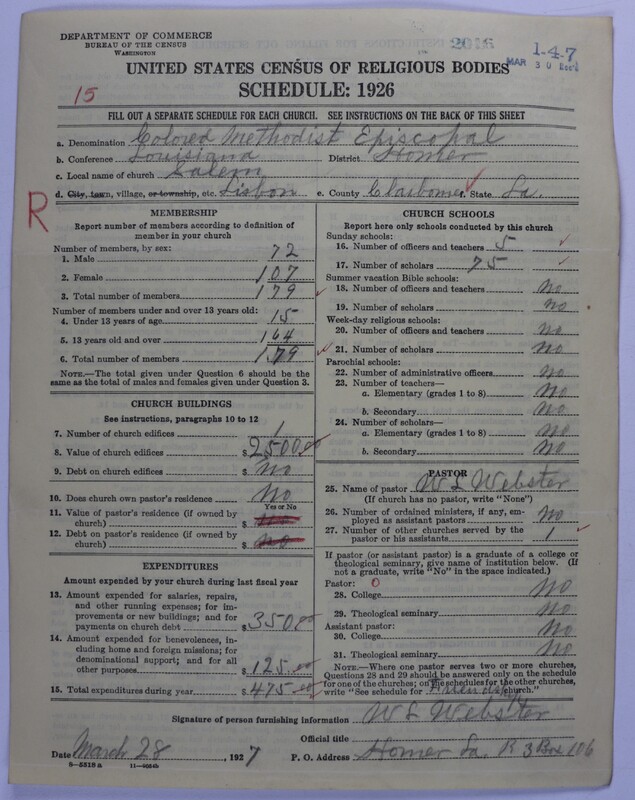 DEPARTMENT OF COMMERCE
BUREAU OF THE CENSUS
WASHINGTON
2016
1-4-7
MAR 30
UNITED STATES CENSUS OF RELIGIOUS BODIES
SCHEDULE: 1926
15
FILL OUT A SEPARATE SCHEDULE FOR EACH CHURCH. SEE INSTRUCTIONS ON THE BACK OF THIS SHEET
a. Denomination Colored Methodist Episcopal
b. Conference Louisiana District Homer
c. Local name of church Salem
d. City, town, village, or township, etc. Lisbon e. County Claiborne f. State La.
R
MEMBERSHIP
Report number of members according to definition of
member in your church
Number of members, by sex:
1. Male 72
2. Female 107
3. Total number of members 179
Number of members under and over 13 years old:
4. Under 13 years of age 15
5. 13 years old and over 164
6. Total number of members 179
NOTE.—The total given under Question 6 should be the
same as the total of males and females given under Question 3.
CHURCH BUILDINGS
See instructions, paragraphs 10 to 12
7. Number of church edifices 1
8. Value of church edifices $ 2500.00
9. Debt on church edifices $ No
10. Does church own pastor's residence No
Yes or No
11. Value of pastor's residence (if owned by
church) $
12. Debt on pastor's residence (if owned by
church) $ No
EXPENDITURES
Amount expended by your church during last fiscal year
13. Amount expended for salaries, repairs,
and other running expenses; for im-
provements or new buildings; and for
payments on church debt $ 350.00
14. Amount expended for benevolences, in-
cluding home and foreign missions; for
denominational support; and for all
other purposes $ 125.00
15. Total expenditures during year $ 475.00
CHURCH SCHOOLS
Report here only schools conducted by this church
Sunday schools:
16. Number of officers and teachers 5
17. Number of scholars 75
Summer vacation Bible schools:
18. Number of officers and teachers No
19. Number of scholars No
Week-day religious schools:
20. Number of officers and teachers No
21. Number of scholars No
Parochial schools:
22. Number of administrative officers No
23. Number of teachers—
a. Elementary (grades 1 to 8) No
b. Secondary No
24. Number of scholars—
a. Elementary (grades 1 to 8) No
b. Secondary No
PASTOR
25. Name of pastor W L Webster
(If church has no pastor, write "None")
26. Number of ordained ministers, if any, em-
ployed as assistant pastors No
27. Number of other churches served by the
pastor or his assistants 1
If pastor (or assistant pastor) is a graduate of a college or
theological seminary, give name of institution below. (If
not a graduate, write "No" in the space indicated.)
Pastor: 0
28. College No
29. Theological seminary No
Assistant pastor:
30. College No
31. Theological seminary No
NOTE.—Where one pastor serves two or more churches,
Questions 28 and 29 should be answered only on the schedule
for one of the churches; on the schedules for the other churches,
write "See schedule for church."
Signature of person furnishing information W L Webster
Official title
Date March 28, 1927 P. O. Address Homer La. R 3 Box 106
8-5318 a